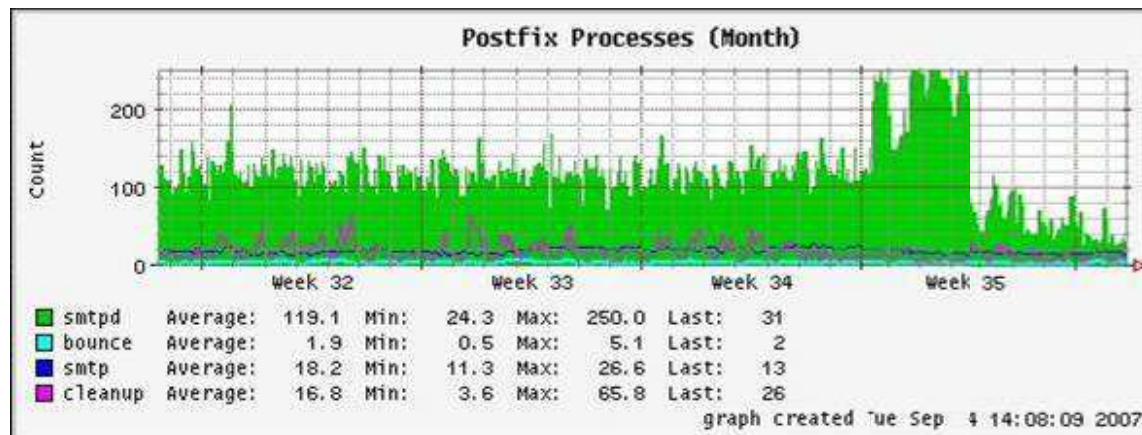 Postfix Processes (Month)
Count
200
100
0
Week 32 Week 33 Week 34 Week 35
smtpd Average: 119.1 Min: 24.3 Max: 250.0 Last: 31
bounce Average: 1.9 Min: 0.5 Max: 5.1 Last: 2
smtp Average: 18.2 Min: 11.3 Max: 26.6 Last: 13
cleanup Average: 16.8 Min: 3.6 Max: 65.8 Last: 26
graph created Tue Sep 4 14:08:09 2007